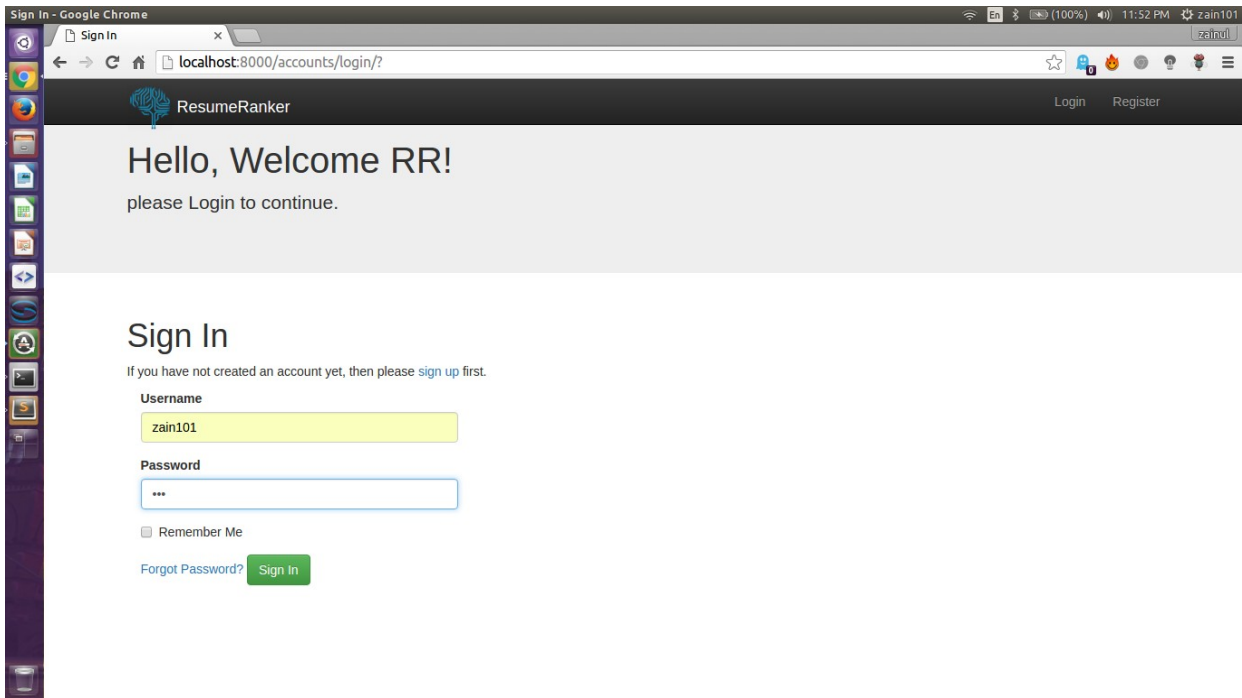 Sign In - Google Chrome
En (100%) 11:52 PM zain101
Sign In
zainul
localhost:8000/accounts/login/?
0
ResumeRanker
Login Register
Hello, Welcome RR!
please Login to continue.
Sign In
If you have not created an account yet, then please sign up first.
Username
zain101
Password
•••
Remember Me
Forgot Password? Sign In